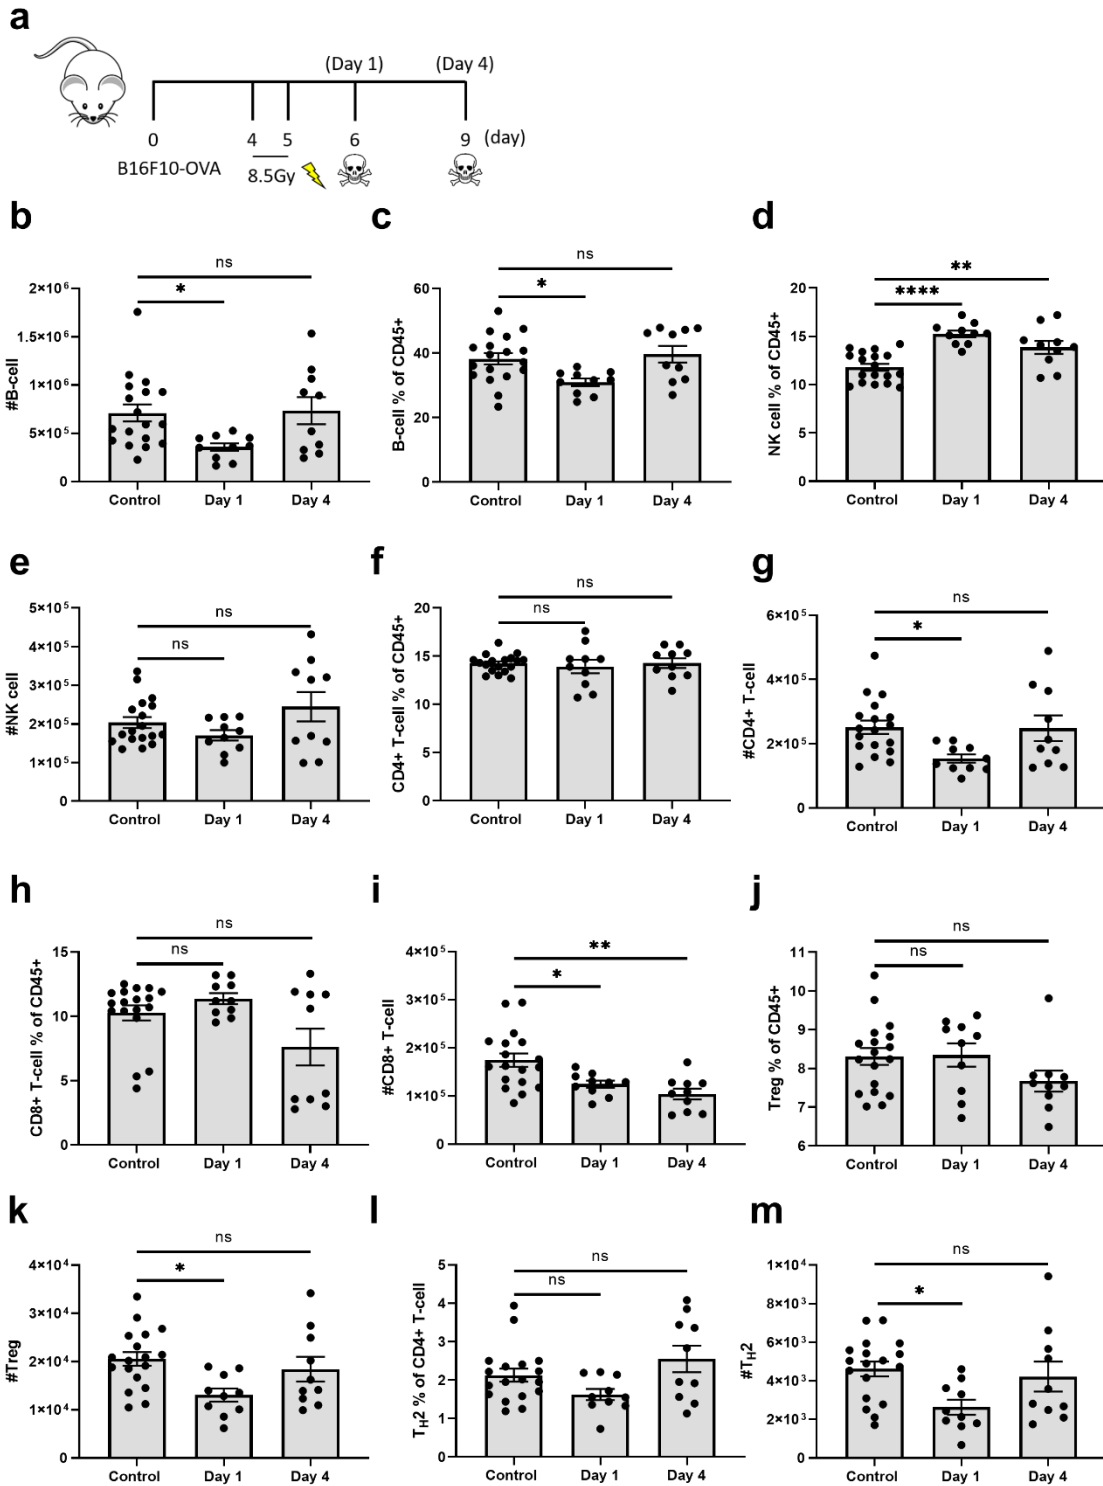 a
(Day 1) (Day 4)
0 4 5 6 9 (day)
B16F10-OVA 8.5Gy
b
ns
*
#B-cell
2×10⁶
1.5×10⁶
1×10⁶
5×10⁵
0
Control Day 1 Day 4
c
ns
*
B-cell % of CD45+
60
40
20
0
Control Day 1 Day 4
d
**
****
NK cell % of CD45+
20
15
10
5
0
Control Day 1 Day 4
e
ns
ns
#NK cell
5×10⁵
4×10⁵
3×10⁵
2×10⁵
1×10⁵
0
Control Day 1 Day 4
f
ns
ns
CD4+ T-cell % of CD45+
20
15
10
5
0
Control Day 1 Day 4
g
ns
*
#CD4+ T-cell
6×10⁵
4×10⁵
2×10⁵
0
Control Day 1 Day 4
h
ns
ns
CD8+ T-cell % of CD45+
15
10
5
0
Control Day 1 Day 4
i
**
*
#CD8+ T-cell
4×10⁵
3×10⁵
2×10⁵
1×10⁵
0
Control Day 1 Day 4
j
ns
ns
Treg % of CD45+
11
10
9
8
7
6
Control Day 1 Day 4
k
ns
*
#Treg
4×10⁴
3×10⁴
2×10⁴
1×10⁴
0
Control Day 1 Day 4
l
ns
ns
T_H2 % of CD4+ T-cell
5
4
3
2
1
0
Control Day 1 Day 4
m
ns
*
#T_H2
1×10⁴
8×10³
6×10³
4×10³
2×10³
0
Control Day 1 Day 4